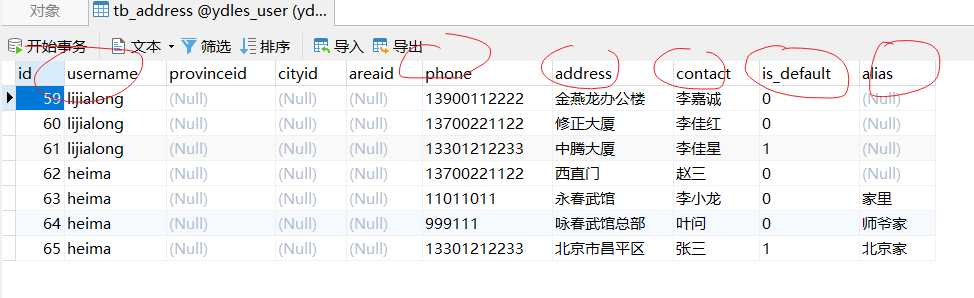 对象 tb_address @ydles_user (yd...
开始事务 文本 筛选 排序 导入 导出
id username provinceid cityid areaid phone address contact is_default alias
59 lijialong (Null) (Null) (Null) 13900112222 金燕龙办公楼 李嘉诚 0 (Null)
60 lijialong (Null) (Null) (Null) 13700221122 修正大厦 李佳红 0 (Null)
61 lijialong (Null) (Null) (Null) 13301212233 中腾大厦 李佳星 1 (Null)
62 heima (Null) (Null) (Null) 13700221122 西直门 赵三 0 (Null)
63 heima (Null) (Null) (Null) 11011011 永春武馆 李小龙 0 家里
64 heima (Null) (Null) (Null) 999111 咏春武馆总部 叶问 0 师爷家
65 heima (Null) (Null) (Null) 13301212233 北京市昌平区 张三 1 北京家